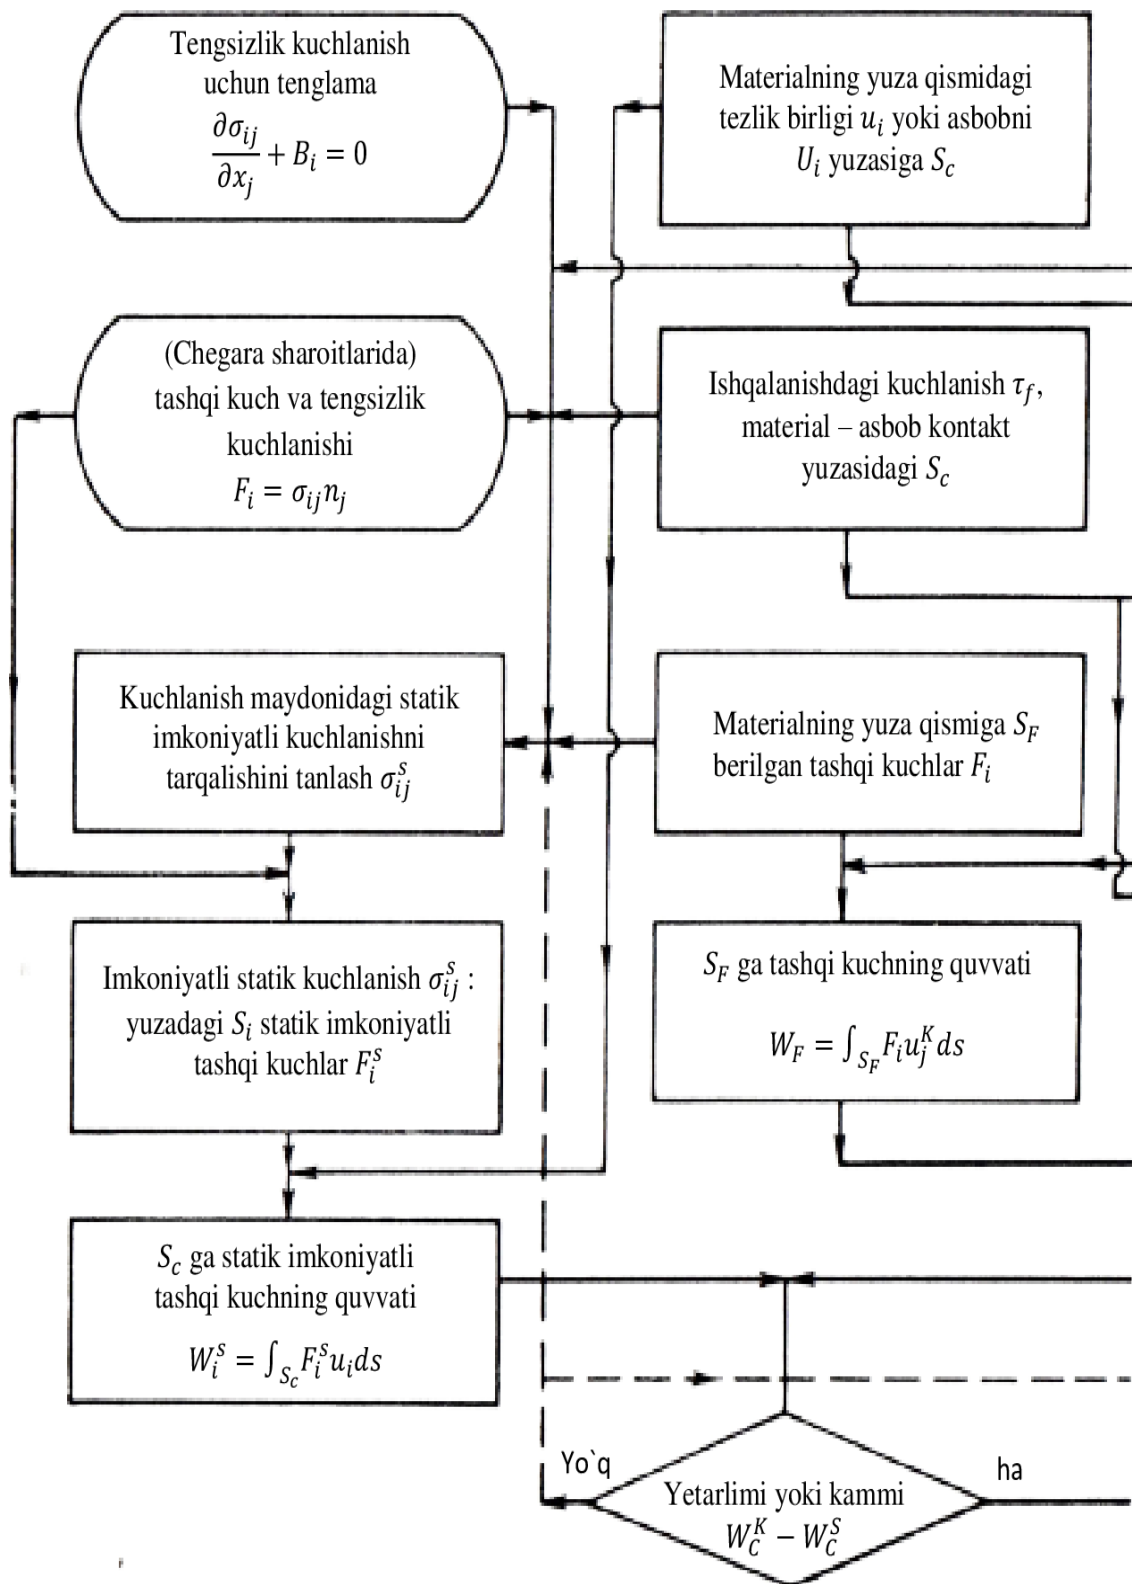 Tengsizlik kuchlanish
uchun tenglama
∂σ_ij/∂x_j + B_i = 0
Materialning yuza qismidagi
tezlik birligi u_i yoki asbobni
U_i yuzasiga S_c
(Chegara sharoitlarida)
tashqi kuch va tengsizlik
kuchlanishi
F_i = σ_ij n_j
Ishqalanishdagi kuchlanish τ_f,
material – asbob kontakt
yuzasidagi S_c
Kuchlanish maydonidagi statik
imkoniyatli kuchlanishni
tarqalishini tanlash σ_ij^s
Materialning yuza qismiga S_F
berilgan tashqi kuchlar F_i
Imkoniyatli statik kuchlanish σ_ij^s :
yuzadagi S_i statik imkoniyatli
tashqi kuchlar F_i^s
S_F ga tashqi kuchning quvvati
W_F = ∫_{S_F} F_i u_j^K ds
S_c ga statik imkoniyatli
tashqi kuchning quvvati
W_i^s = ∫_{S_c} F_i^s u_i ds
Yo`q
ha
Yetarlimi yoki kammi
W_C^K − W_C^S